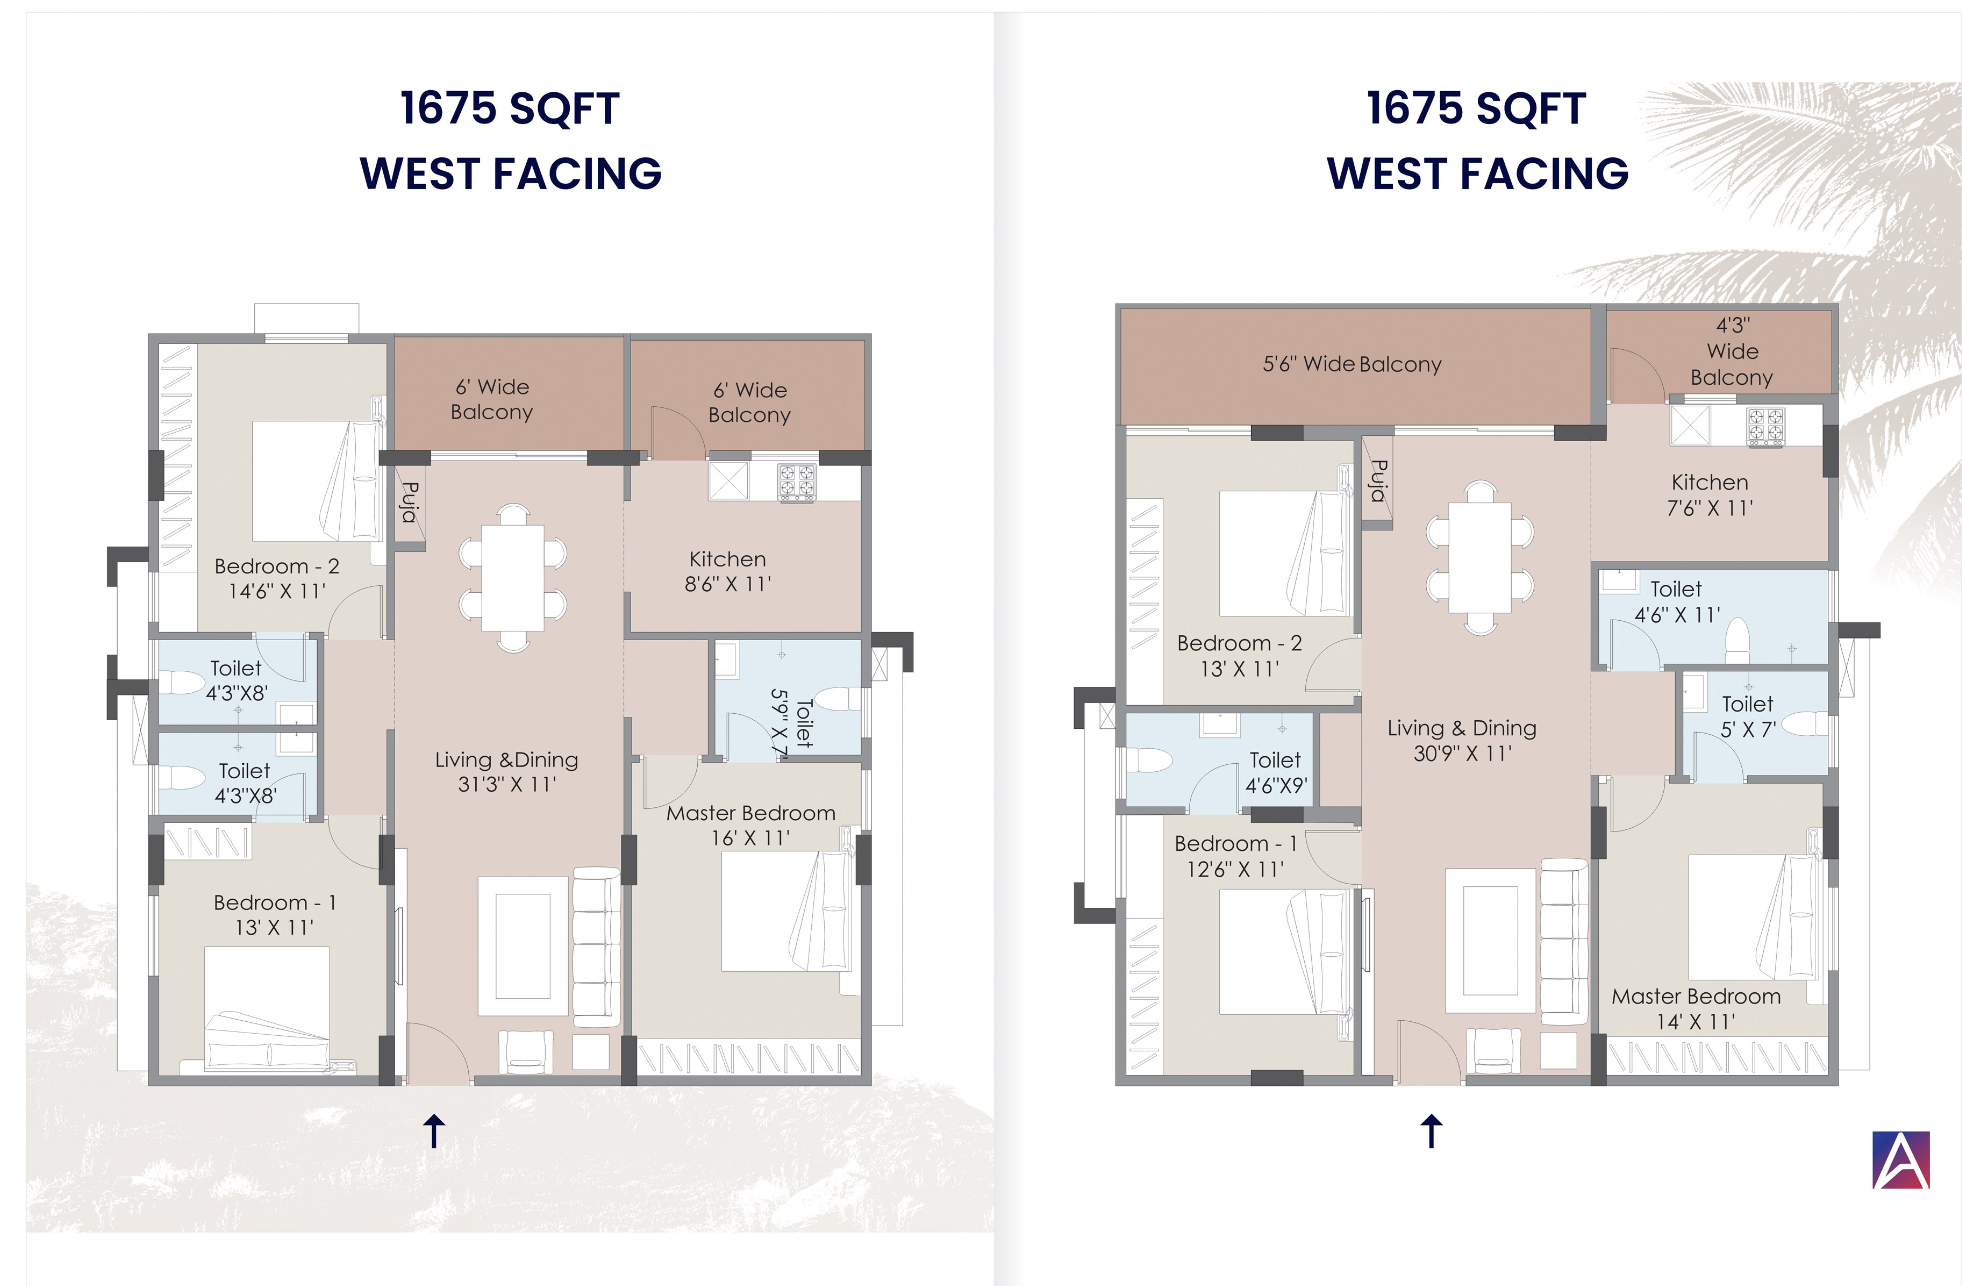 1675 SQFT
WEST FACING
6' Wide
Balcony
6' Wide
Balcony
Puja
Bedroom - 2
14'6" X 11'
Kitchen
8'6" X 11'
Toilet
4'3"X8'
Toilet
5'9" X 7'
Toilet
4'3"X8'
Living &Dining
31'3" X 11'
Master Bedroom
16' X 11'
Bedroom - 1
13' X 11'
1675 SQFT
WEST FACING
5'6" Wide Balcony
4'3"
Wide
Balcony
Puja
Kitchen
7'6" X 11'
Toilet
4'6" X 11'
Bedroom - 2
13' X 11'
Toilet
5' X 7'
Living & Dining
30'9" X 11'
Toilet
4'6"X9'
Bedroom - 1
12'6" X 11'
Master Bedroom
14' X 11'